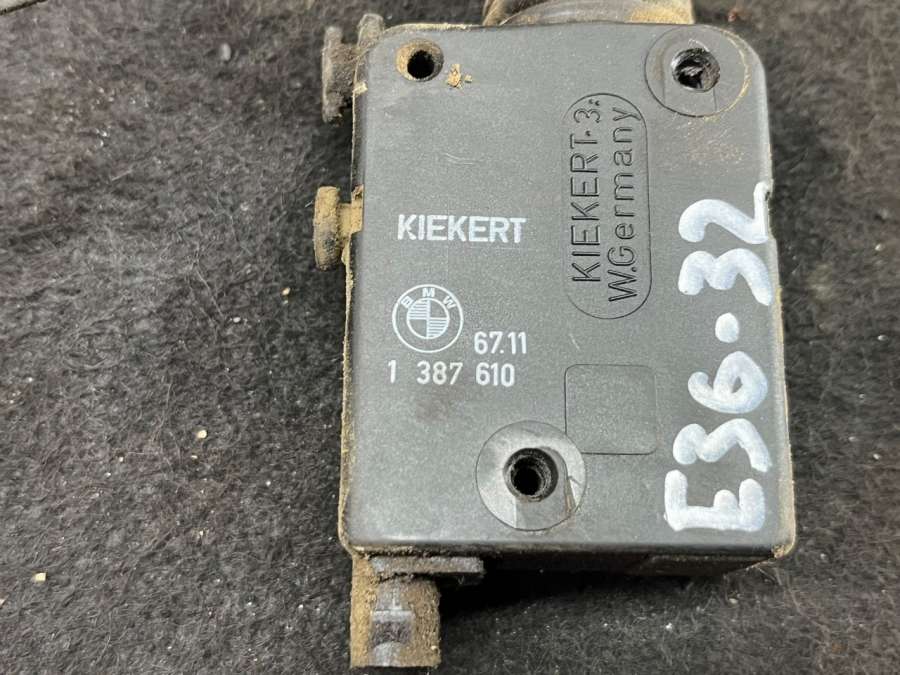 KIEKERT
BMW
67.11
1 387 610
KIEKERT·3:
W.Germany
E36-32